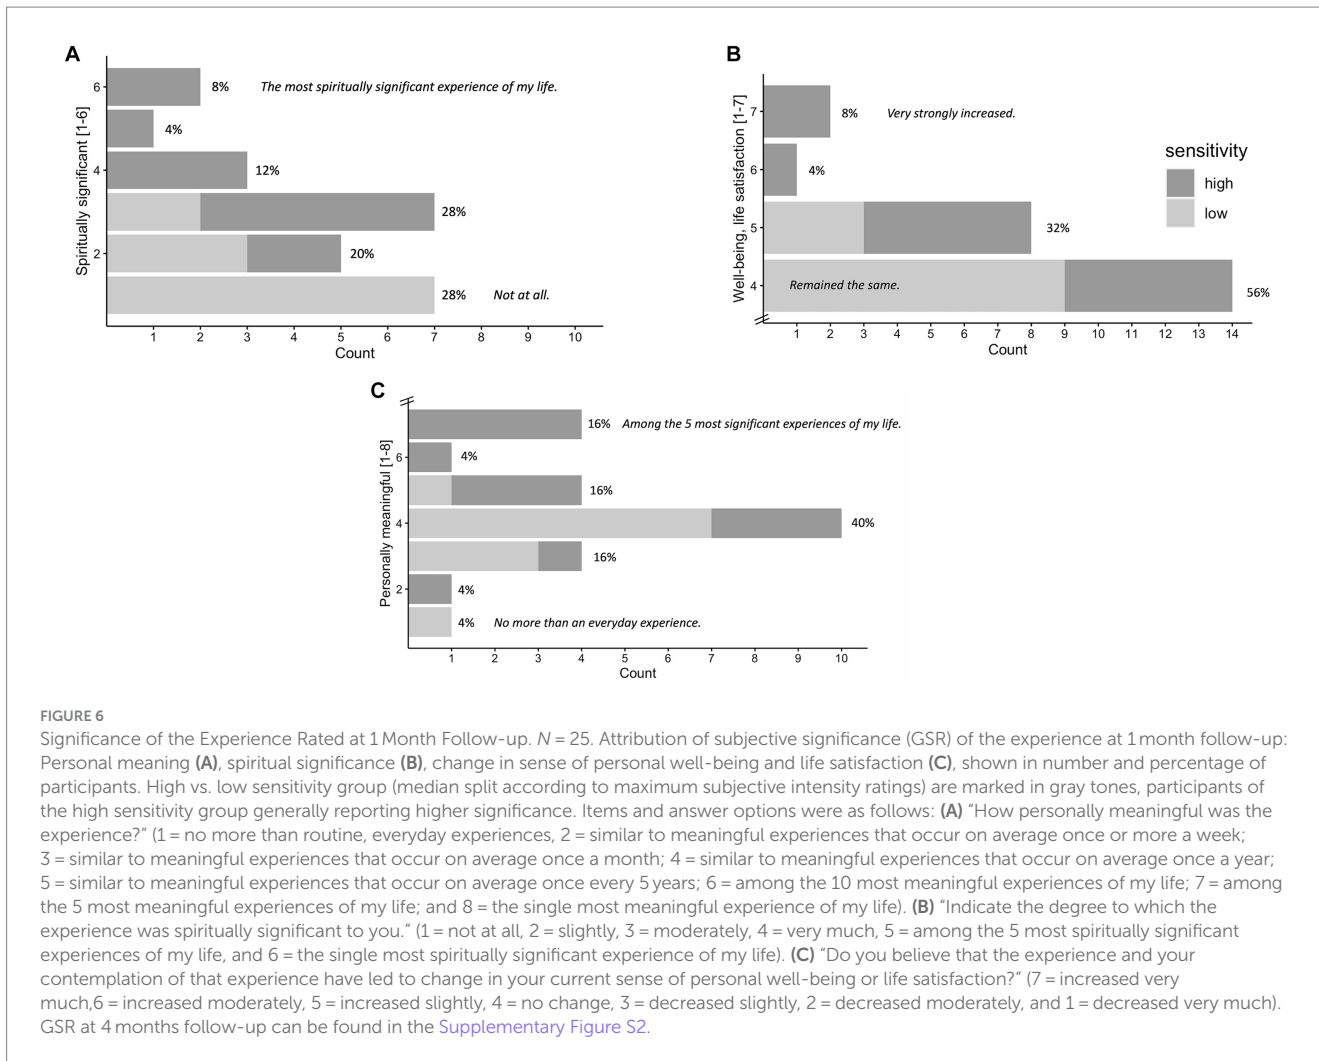 A
Spiritually significant [1-6]
6
4
2
8%
The most spiritually significant experience of my life.
4%
12%
28%
20%
28%
Not at all.
1 2 3 4 5 6 7 8 9 10
Count
B
Well-being, life satisfaction [1-7]
7
6
5
4
8%
Very strongly increased.
4%
32%
Remained the same.
56%
1 2 3 4 5 6 7 8 9 10 11 12 13 14
Count
sensitivity
high
low
C
Personally meaningful [1-8]
6
4
2
16%
Among the 5 most significant experiences of my life.
4%
16%
40%
16%
4%
4%
No more than an everyday experience.
1 2 3 4 5 6 7 8 9 10
Count
FIGURE 6
Significance of the Experience Rated at 1 Month Follow-up. N = 25. Attribution of subjective significance (GSR) of the experience at 1 month follow-up:
Personal meaning (A), spiritual significance (B), change in sense of personal well-being and life satisfaction (C), shown in number and percentage of
participants. High vs. low sensitivity group (median split according to maximum subjective intensity ratings) are marked in gray tones, participants of
the high sensitivity group generally reporting higher significance. Items and answer options were as follows: (A) “How personally meaningful was the
experience?” (1 = no more than routine, everyday experiences, 2 = similar to meaningful experiences that occur on average once or more a week;
3 = similar to meaningful experiences that occur on average once a month; 4 = similar to meaningful experiences that occur on average once a year;
5 = similar to meaningful experiences that occur on average once every 5 years; 6 = among the 10 most meaningful experiences of my life; 7 = among
the 5 most meaningful experiences of my life; and 8 = the single most meaningful experience of my life). (B) “Indicate the degree to which the
experience was spiritually significant to you.” (1 = not at all, 2 = slightly, 3 = moderately, 4 = very much, 5 = among the 5 most spiritually significant
experiences of my life, and 6 = the single most spiritually significant experience of my life). (C) “Do you believe that the experience and your
contemplation of that experience have led to change in your current sense of personal well-being or life satisfaction?” (7 = increased very
much,6 = increased moderately, 5 = increased slightly, 4 = no change, 3 = decreased slightly, 2 = decreased moderately, and 1 = decreased very much).
GSR at 4 months follow-up can be found in the Supplementary Figure S2.